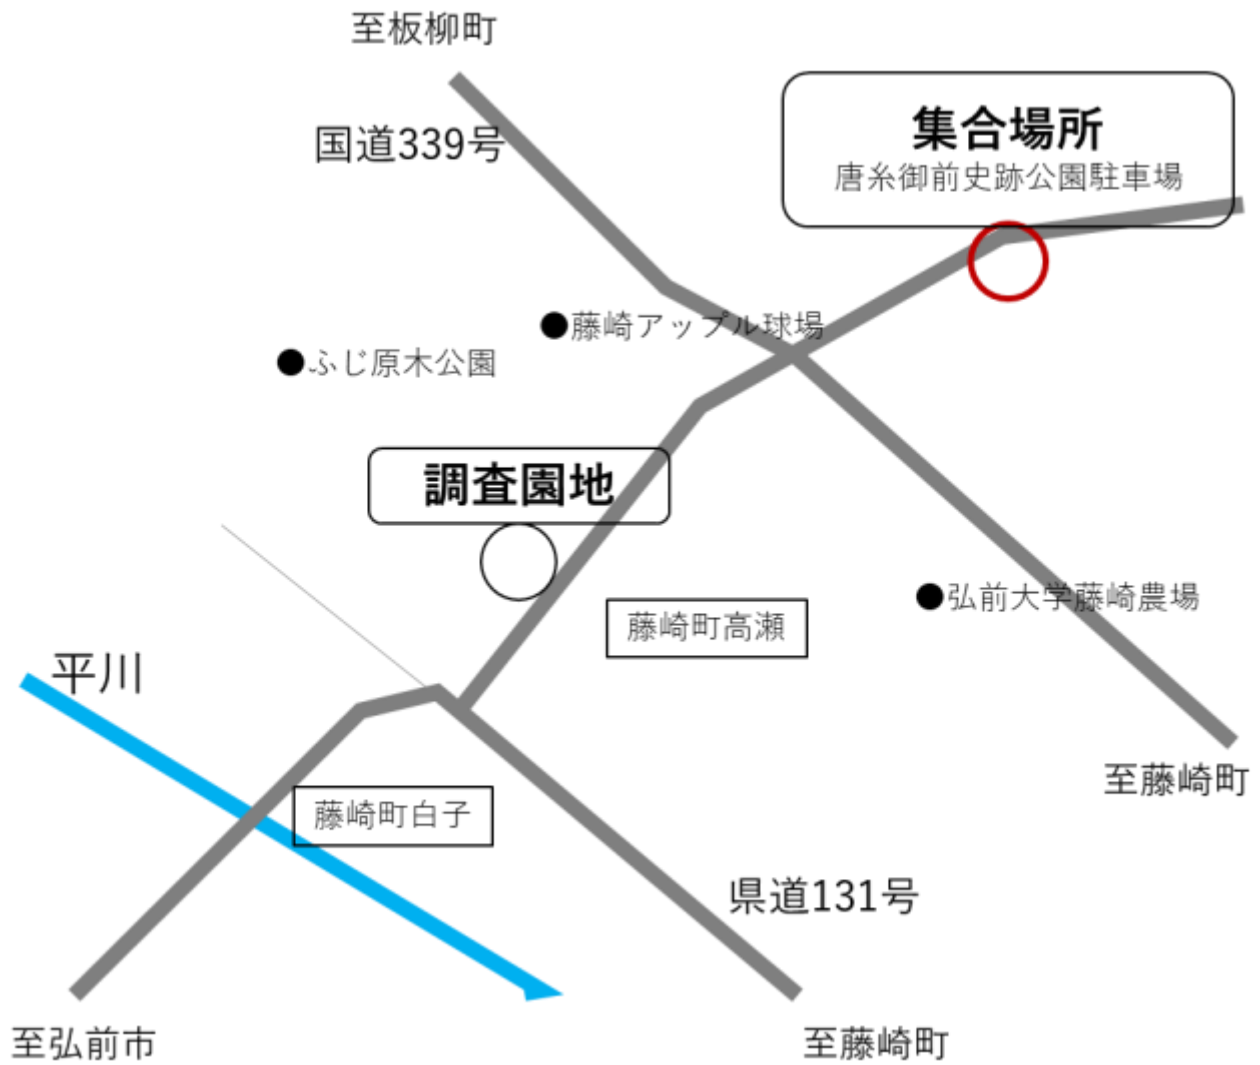 至板柳町
国道339号
集合場所
唐糸御前史跡公園駐車場
●藤崎アップル球場
●ふじ原木公園
調査園地
●弘前大学藤崎農場
藤崎町高瀬
平川
至藤崎町
藤崎町白子
県道131号
至弘前市
至藤崎町